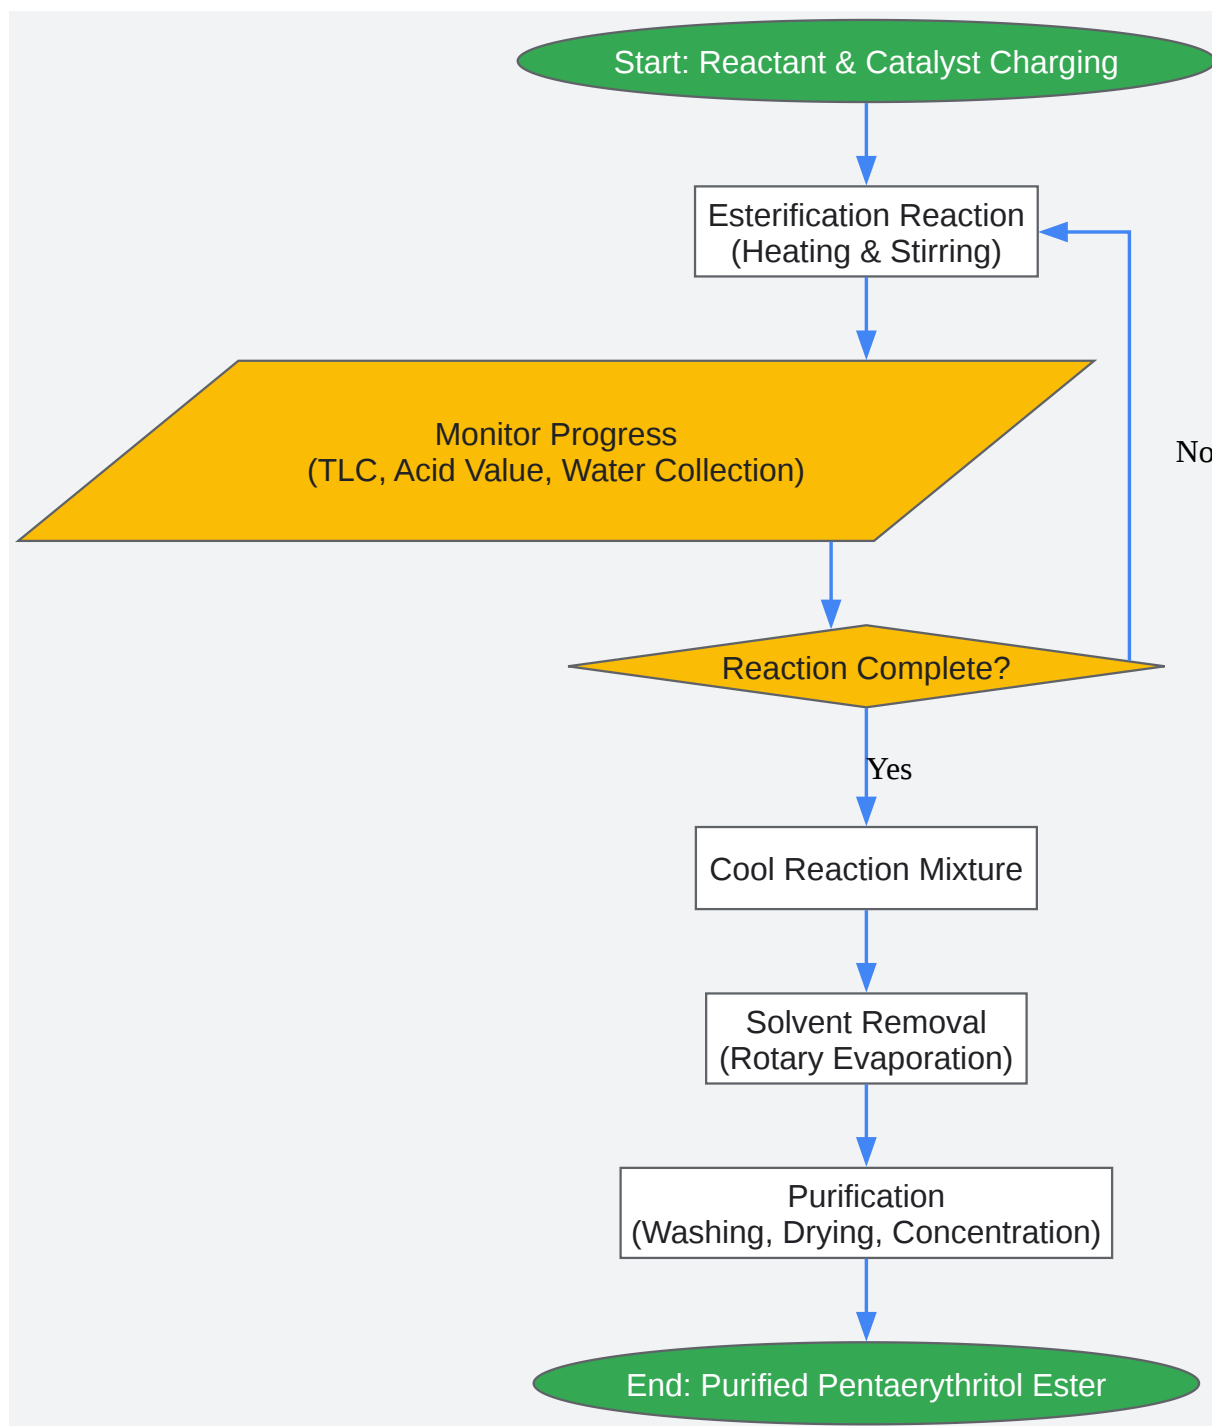 Start: Reactant & Catalyst Charging
Esterification Reaction
(Heating & Stirring)
Monitor Progress
(TLC, Acid Value, Water Collection)
No
Reaction Complete?
Yes
Cool Reaction Mixture
Solvent Removal
(Rotary Evaporation)
Purification
(Washing, Drying, Concentration)
End: Purified Pentaerythritol Ester